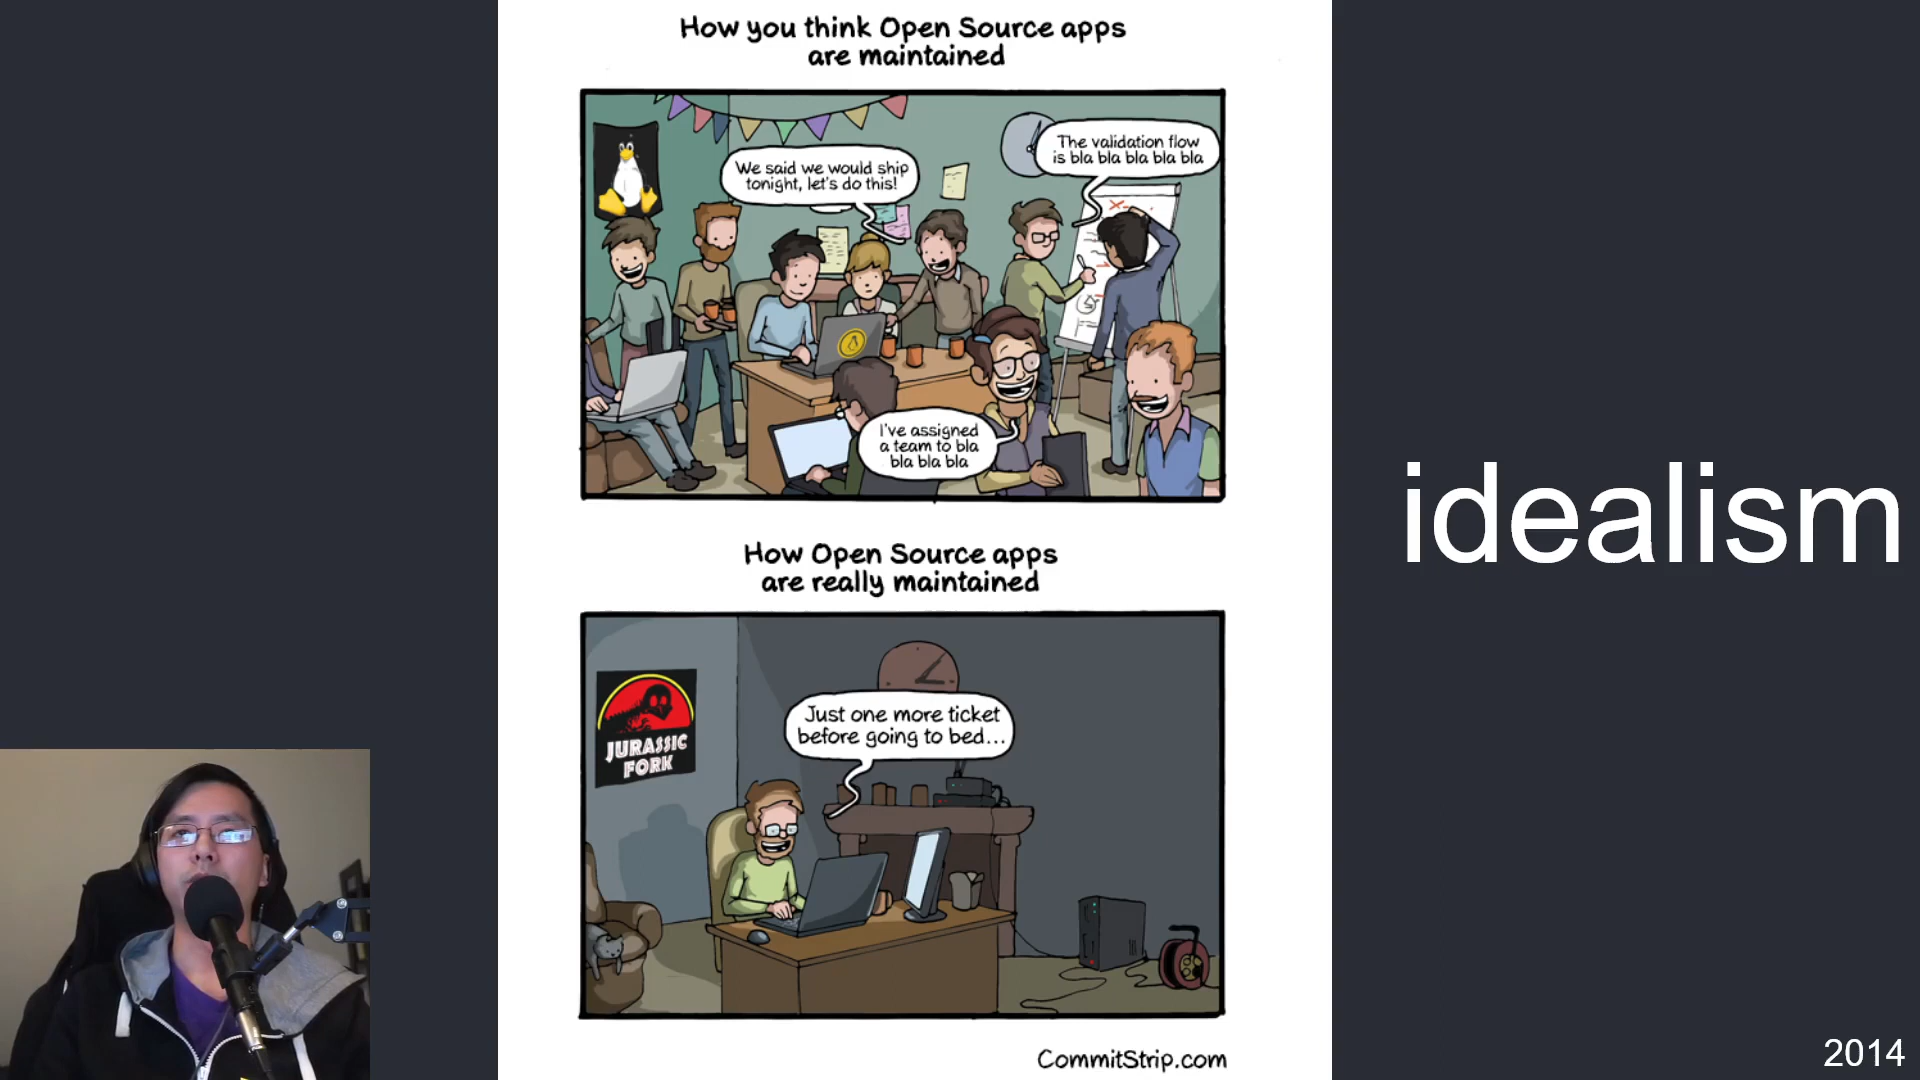 How you think Open Source apps
are maintained
We said we would ship
tonight, let's do this!
The validation flow
is bla bla bla bla bla
I've assigned
a team to bla
bla bla bla
How Open Source apps
are really maintained
JURASSIC
FORK
Just one more ticket
before going to bed...
CommitStrip.com
idealism
2014